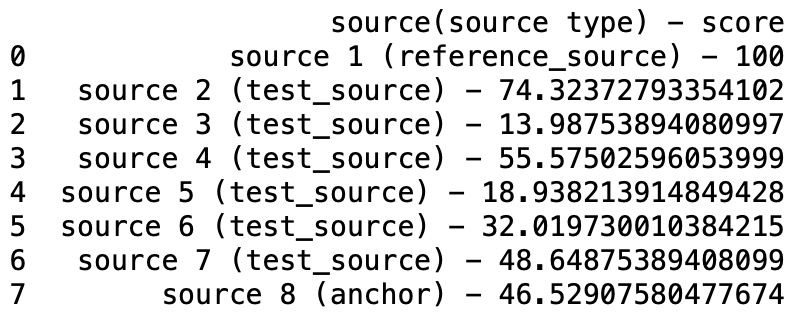 source(source type) – score
0 source 1 (reference_source) – 100
1 source 2 (test_source) – 74.32372793354102
2 source 3 (test_source) – 13.98753894080997
3 source 4 (test_source) – 55.57502596053999
4 source 5 (test_source) – 18.938213914849428
5 source 6 (test_source) – 32.019730010384215
6 source 7 (test_source) – 48.64875389408099
7 source 8 (anchor) – 46.52907580477674